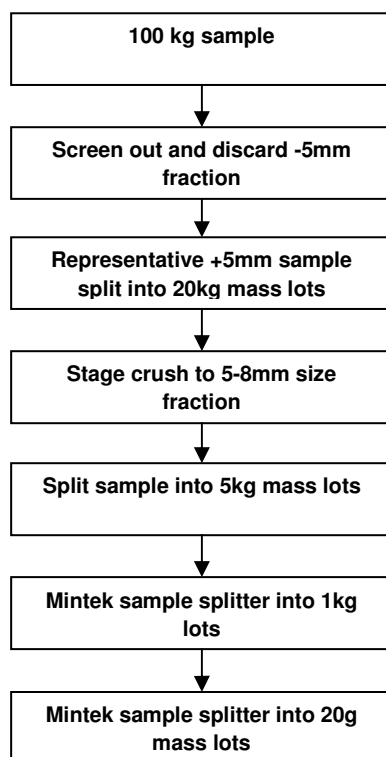 100 kg sample
Screen out and discard -5mm
fraction
Representative +5mm sample
split into 20kg mass lots
Stage crush to 5-8mm size
fraction
Split sample into 5kg mass lots
Mintek sample splitter into 1kg
lots
Mintek sample splitter into 20g
mass lots